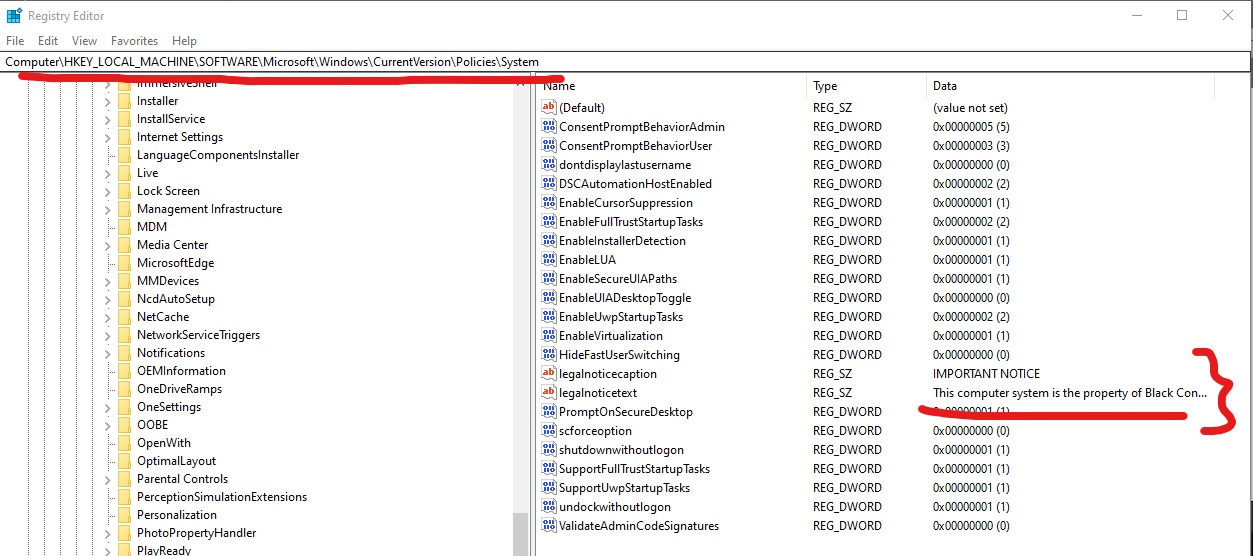 Registry Editor
File Edit View Favorites Help
Computer\HKEY_LOCAL_MACHINE\SOFTWARE\Microsoft\Windows\CurrentVersion\Policies\System
ImmersiveShell
Installer
InstallService
Internet Settings
LanguageComponentsInstaller
Live
Lock Screen
Management Infrastructure
MDM
Media Center
MicrosoftEdge
MMDevices
NcdAutoSetup
NetCache
NetworkServiceTriggers
Notifications
OEMInformation
OneDriveRamps
OneSettings
OOBE
OpenWith
OptimalLayout
Parental Controls
PerceptionSimulationExtensions
Personalization
PhotoPropertyHandler
PlayReady
Name Type Data
(Default) REG_SZ (value not set)
ConsentPromptBehaviorAdmin REG_DWORD 0x00000005 (5)
ConsentPromptBehaviorUser REG_DWORD 0x00000003 (3)
dontdisplaylastusername REG_DWORD 0x00000000 (0)
DSCAutomationHostEnabled REG_DWORD 0x00000002 (2)
EnableCursorSuppression REG_DWORD 0x00000001 (1)
EnableFullTrustStartupTasks REG_DWORD 0x00000002 (2)
EnableInstallerDetection REG_DWORD 0x00000001 (1)
EnableLUA REG_DWORD 0x00000001 (1)
EnableSecureUIAPaths REG_DWORD 0x00000001 (1)
EnableUIADesktopToggle REG_DWORD 0x00000000 (0)
EnableUwpStartupTasks REG_DWORD 0x00000002 (2)
EnableVirtualization REG_DWORD 0x00000001 (1)
HideFastUserSwitching REG_DWORD 0x00000000 (0)
legalnoticecaption REG_SZ IMPORTANT NOTICE
legalnoticetext REG_SZ This computer system is the property of Black Con...
PromptOnSecureDesktop REG_DWORD 0x00000001 (1)
scforceoption REG_DWORD 0x00000000 (0)
shutdownwithoutlogon REG_DWORD 0x00000001 (1)
SupportFullTrustStartupTasks REG_DWORD 0x00000001 (1)
SupportUwpStartupTasks REG_DWORD 0x00000001 (1)
undockwithoutlogon REG_DWORD 0x00000001 (1)
ValidateAdminCodeSignatures REG_DWORD 0x00000000 (0)